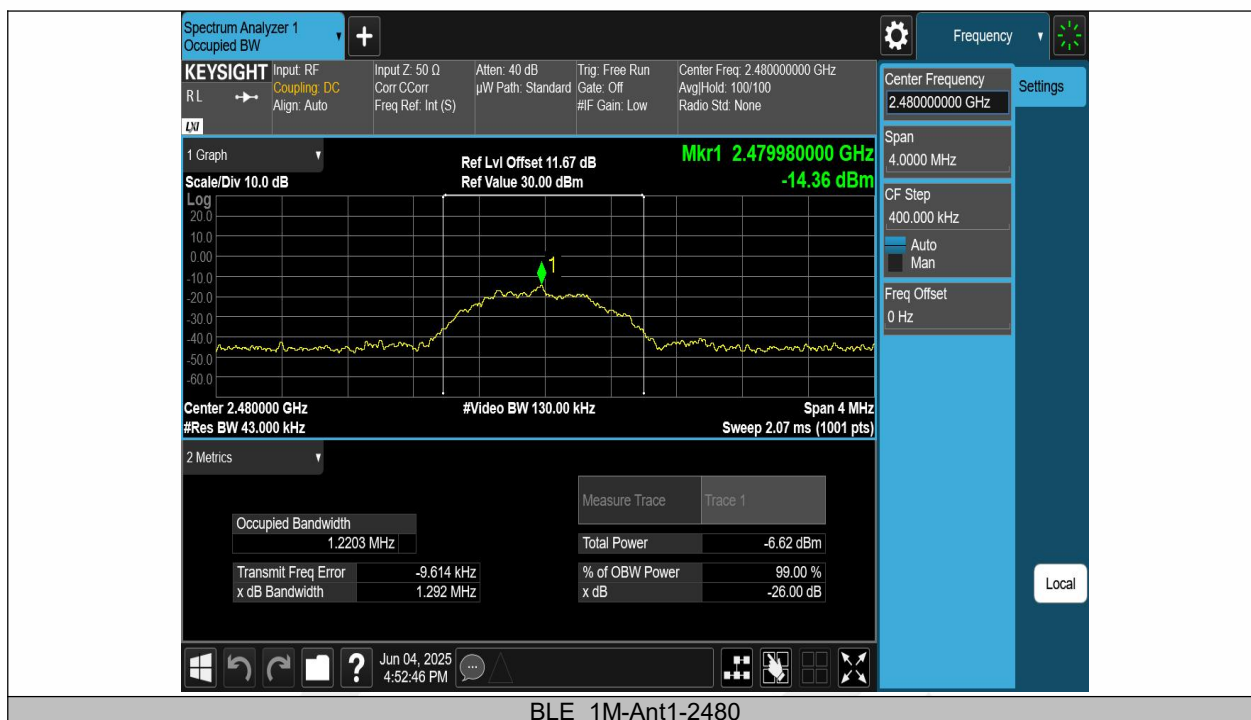 Spectrum Analyzer 1
Occupied BW
+
Frequency
KEYSIGHT
RL
LXI
Input: RF
Coupling: DC
Align: Auto
Input Z: 50 Ω
Corr CCorr
Freq Ref: Int (S)
Atten: 40 dB
µW Path: Standard
Trig: Free Run
Gate: Off
#IF Gain: Low
Center Freq: 2.480000000 GHz
Avg|Hold: 100/100
Radio Std: None
Center Frequency
2.480000000 GHz
Settings
Span
4.0000 MHz
CF Step
400.000 kHz
Auto
Man
Freq Offset
0 Hz
Local
1 Graph
Scale/Div 10.0 dB
Ref Lvl Offset 11.67 dB
Ref Value 30.00 dBm
Mkr1 2.479980000 GHz
-14.36 dBm
Log
20.0
10.0
0.00
-10.0
-20.0
-30.0
-40.0
-50.0
-60.0
1
Center 2.480000 GHz
#Video BW 130.00 kHz
Span 4 MHz
#Res BW 43.000 kHz
Sweep 2.07 ms (1001 pts)
2 Metrics
Measure Trace Trace 1
Occupied Bandwidth
1.2203 MHz
Total Power -6.62 dBm
Transmit Freq Error -9.614 kHz
% of OBW Power 99.00 %
x dB Bandwidth 1.292 MHz
x dB -26.00 dB
?
Jun 04, 2025
4:52:46 PM
BLE_1M-Ant1-2480